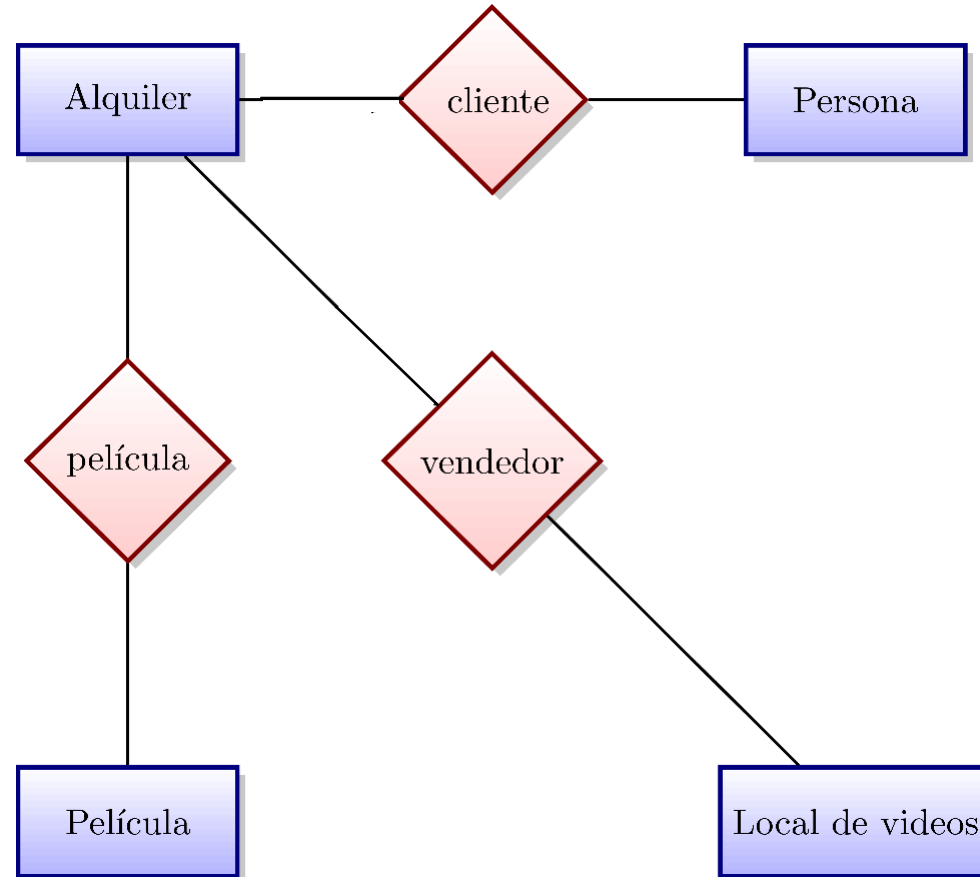 Alquiler
cliente
Persona
película
vendedor
Película
Local de videos